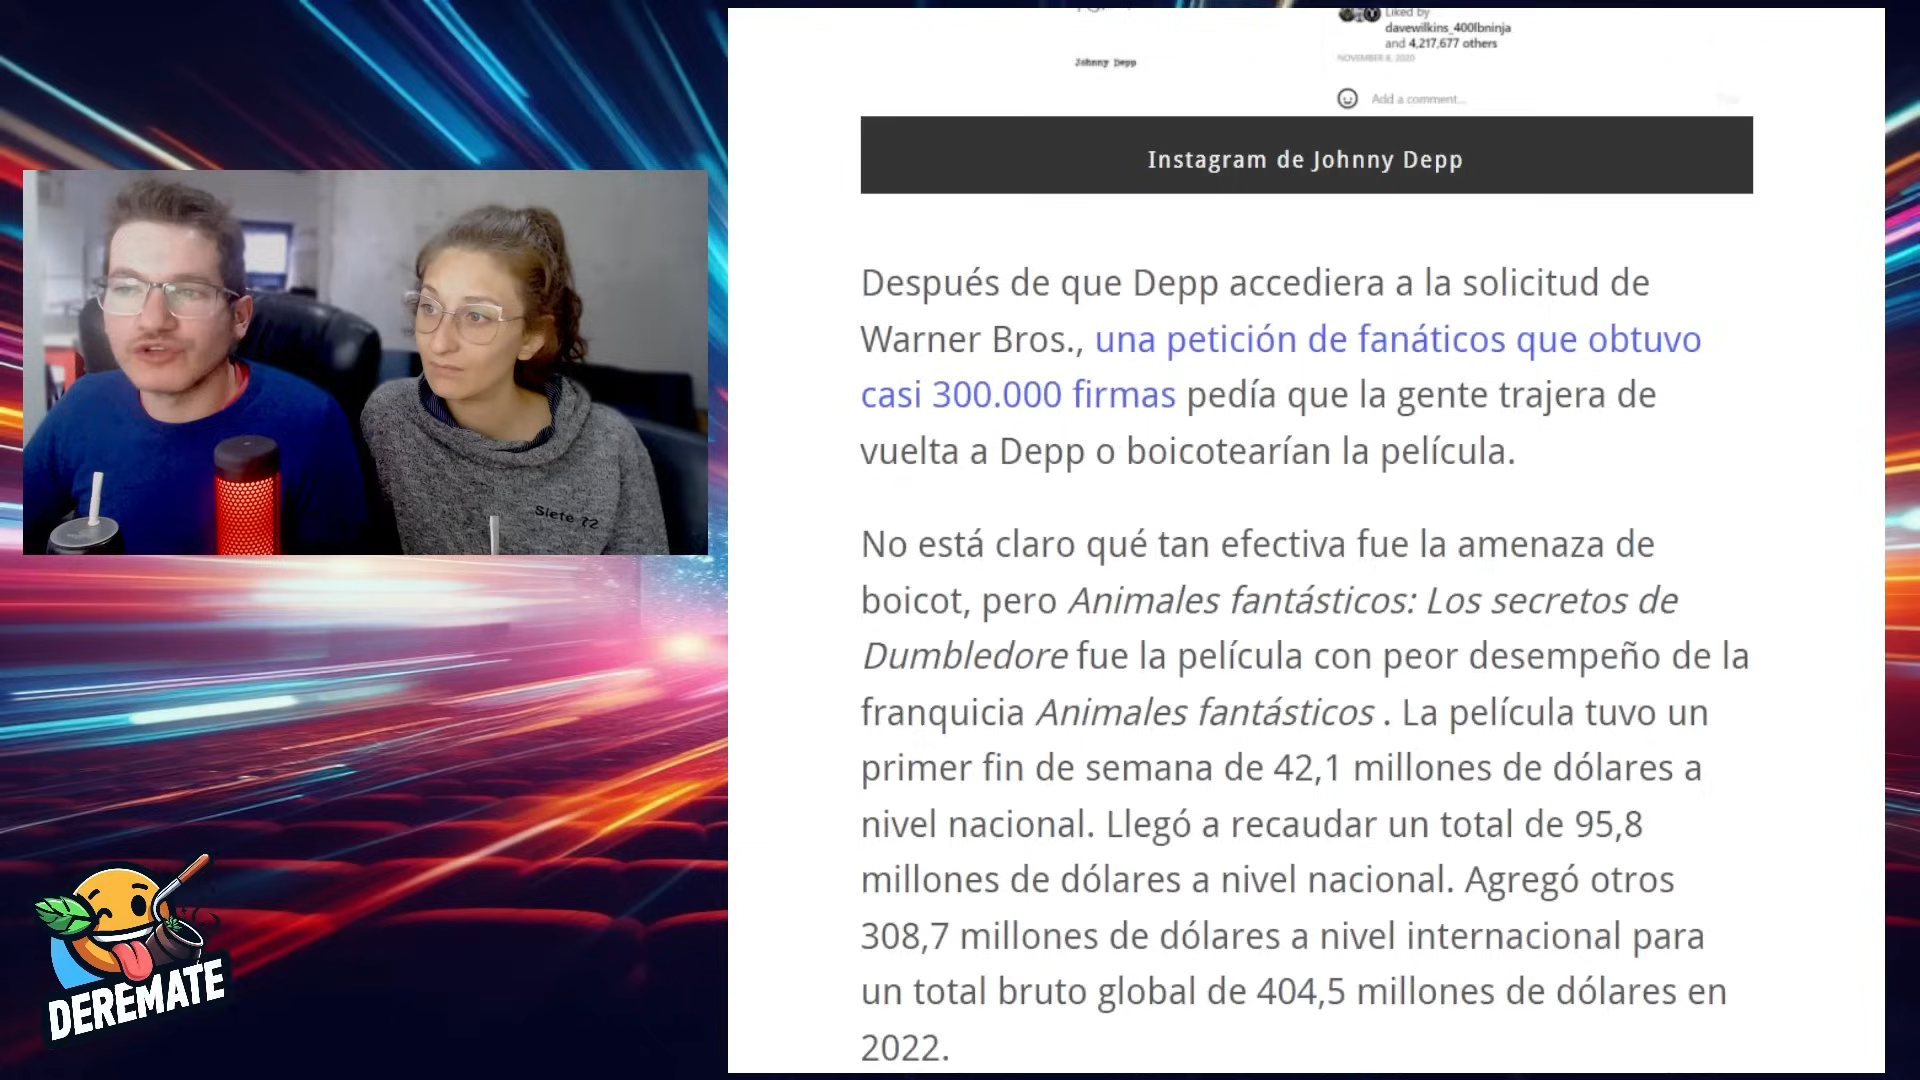 Liked by
davewilkins_400lbninja
and 4,217,677 others
NOVEMBER 8, 2020
Johnny Depp
Add a comment...
Instagram de Johnny Depp
Después de que Depp accediera a la solicitud de
Warner Bros., una petición de fanáticos que obtuvo
casi 300.000 firmas pedía que la gente trajera de
vuelta a Depp o boicotearían la película.
No está claro qué tan efectiva fue la amenaza de
boicot, pero Animales fantásticos: Los secretos de
Dumbledore fue la película con peor desempeño de la
franquicia Animales fantásticos . La película tuvo un
primer fin de semana de 42,1 millones de dólares a
nivel nacional. Llegó a recaudar un total de 95,8
millones de dólares a nivel nacional. Agregó otros
308,7 millones de dólares a nivel internacional para
un total bruto global de 404,5 millones de dólares en
2022.
Siete 72
DEREMATE